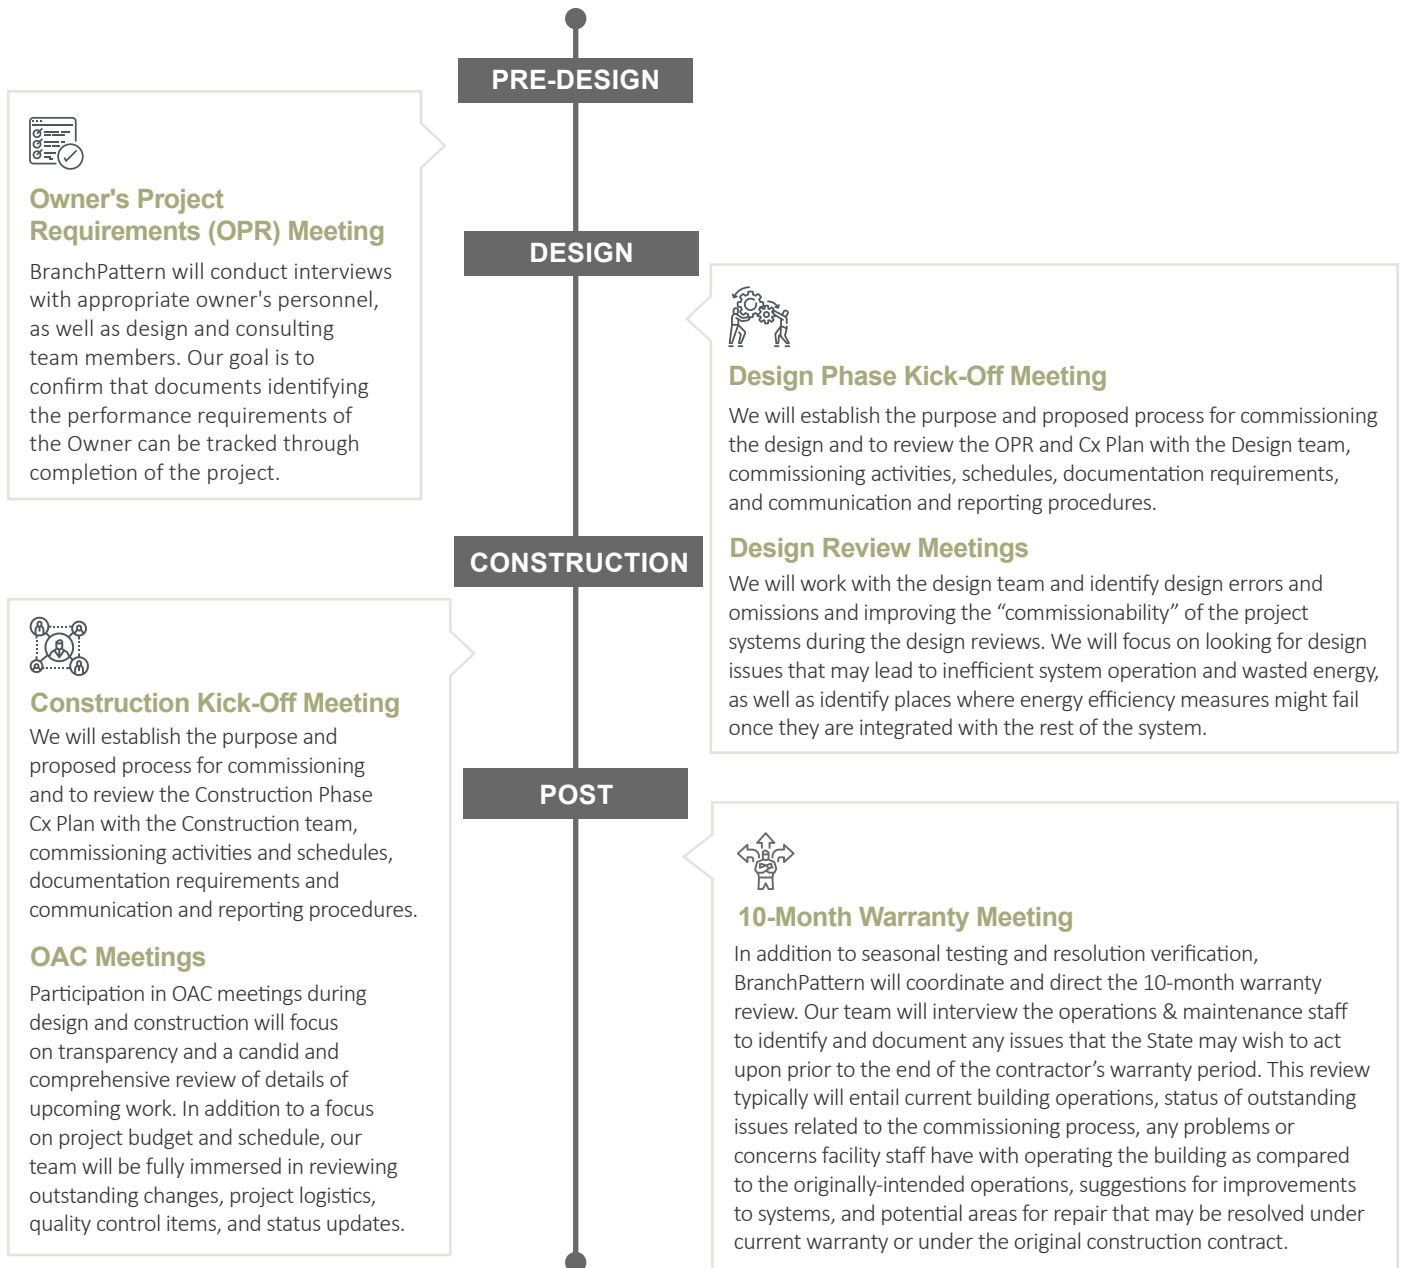 PRE-DESIGN
Owner's Project
Requirements (OPR) Meeting
BranchPattern will conduct interviews
with appropriate owner's personnel,
as well as design and consulting
team members. Our goal is to
confirm that documents identifying
the performance requirements of
the Owner can be tracked through
completion of the project.
DESIGN
Design Phase Kick-Off Meeting
We will establish the purpose and proposed process for commissioning
the design and to review the OPR and Cx Plan with the Design team,
commissioning activities, schedules, documentation requirements,
and communication and reporting procedures.
Design Review Meetings
We will work with the design team and identify design errors and
omissions and improving the “commissionability” of the project
systems during the design reviews. We will focus on looking for design
issues that may lead to inefficient system operation and wasted energy,
as well as identify places where energy efficiency measures might fail
once they are integrated with the rest of the system.
CONSTRUCTION
Construction Kick-Off Meeting
We will establish the purpose and
proposed process for commissioning
and to review the Construction Phase
Cx Plan with the Construction team,
commissioning activities and schedules,
documentation requirements and
communication and reporting procedures.
OAC Meetings
Participation in OAC meetings during
design and construction will focus
on transparency and a candid and
comprehensive review of details of
upcoming work. In addition to a focus
on project budget and schedule, our
team will be fully immersed in reviewing
outstanding changes, project logistics,
quality control items, and status updates.
POST
10-Month Warranty Meeting
In addition to seasonal testing and resolution verification,
BranchPattern will coordinate and direct the 10-month warranty
review. Our team will interview the operations & maintenance staff
to identify and document any issues that the State may wish to act
upon prior to the end of the contractor’s warranty period. This review
typically will entail current building operations, status of outstanding
issues related to the commissioning process, any problems or
concerns facility staff have with operating the building as compared
to the originally-intended operations, suggestions for improvements
to systems, and potential areas for repair that may be resolved under
current warranty or under the original construction contract.